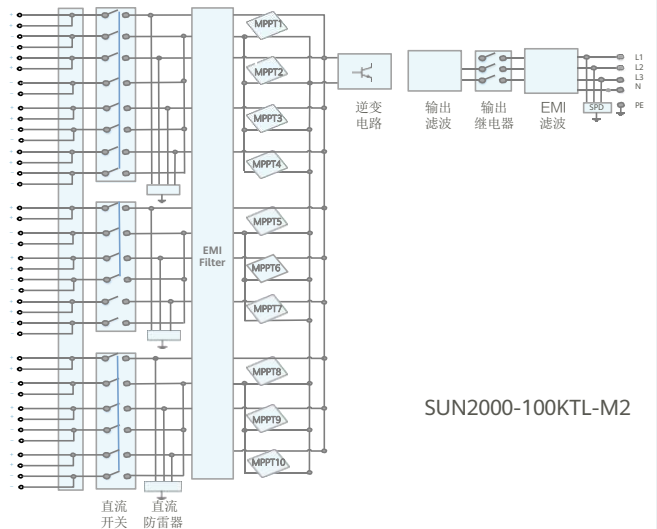 MPPT1
MPPT2
MPPT3
MPPT4
MPPT5
MPPT6
MPPT7
MPPT8
MPPT9
MPPT10
EMI
Filter
直流
开关
直流
防雷器
逆变
电路
输出
滤波
输出
继电器
EMI
滤波
SPD
L1
L2
L3
N
PE
SUN2000-100KTL-M2